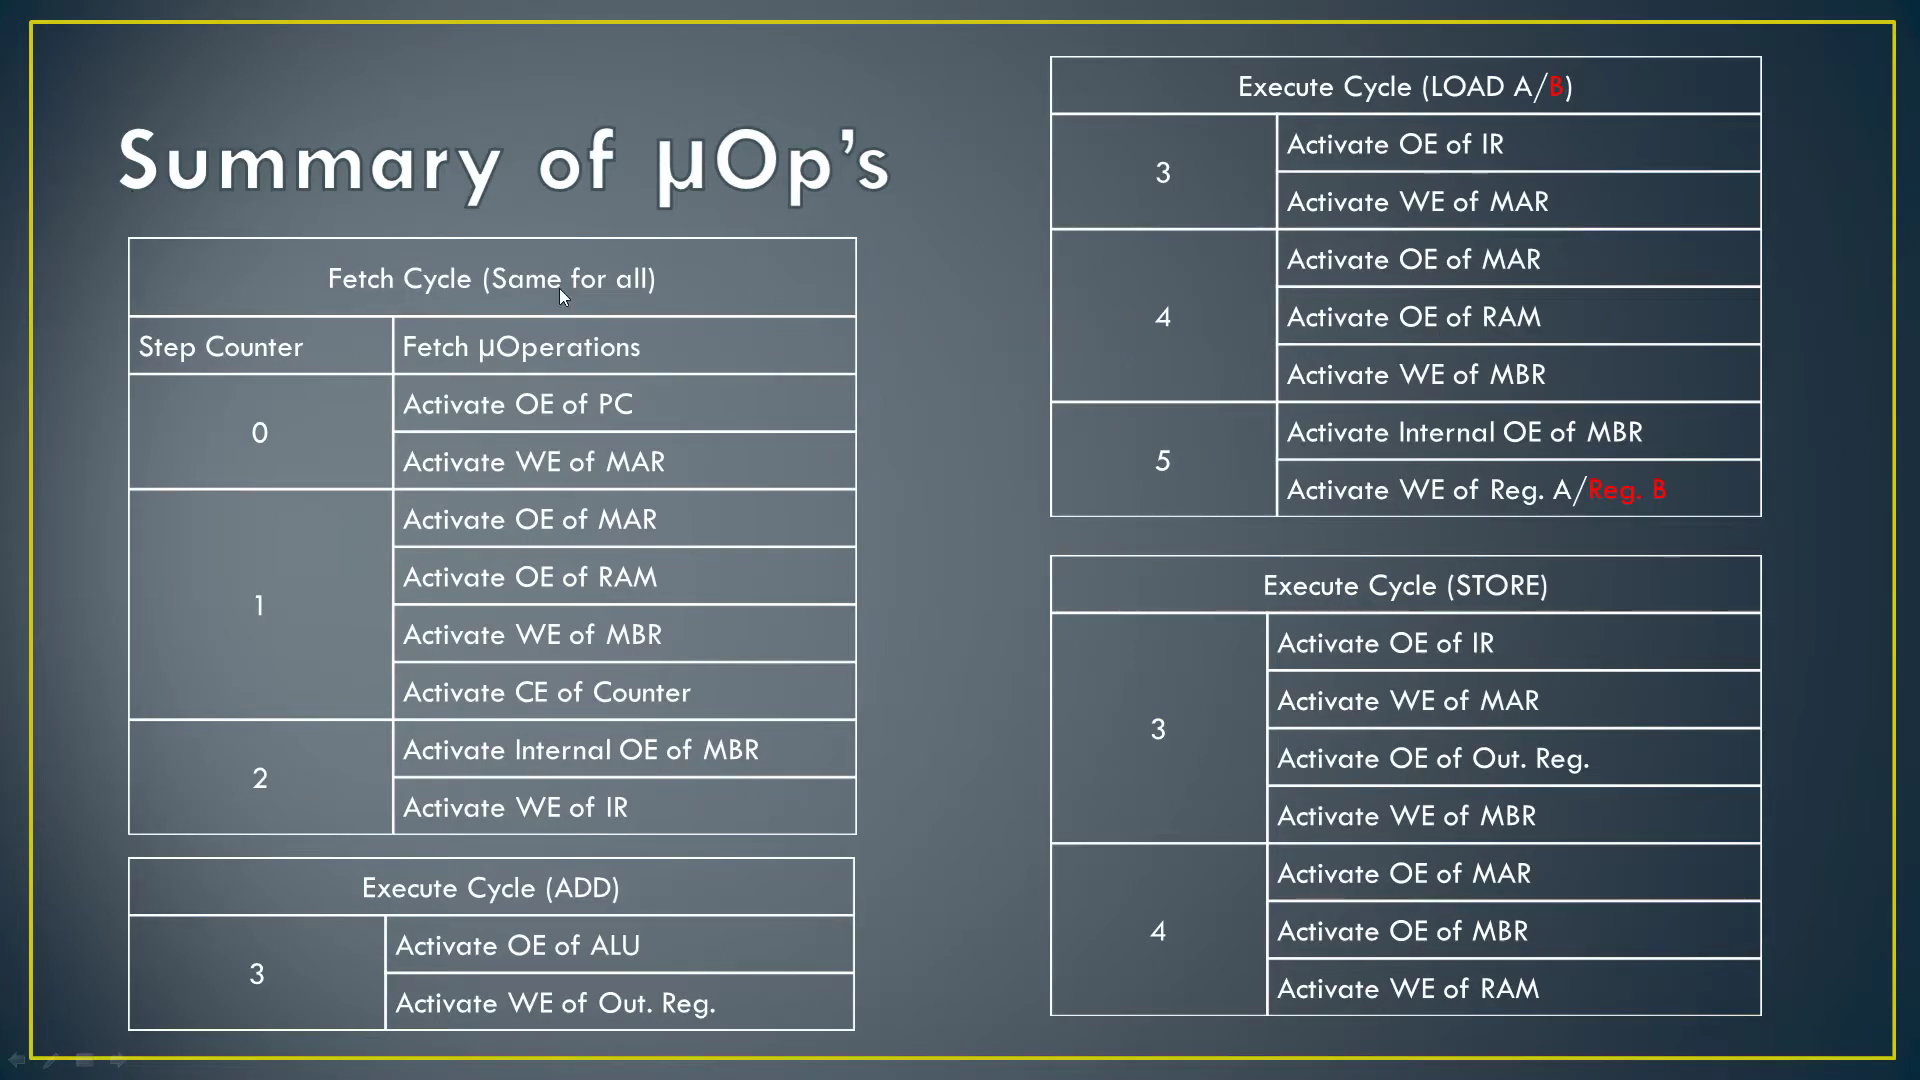 Summary of µOp’s
Fetch Cycle (Same for all)
Step Counter
Fetch µOperations
0
Activate OE of PC
Activate WE of MAR
1
Activate OE of MAR
Activate OE of RAM
Activate WE of MBR
Activate CE of Counter
2
Activate Internal OE of MBR
Activate WE of IR
Execute Cycle (ADD)
3
Activate OE of ALU
Activate WE of Out. Reg.
Execute Cycle (LOAD A/B)
3
Activate OE of IR
Activate WE of MAR
4
Activate OE of MAR
Activate OE of RAM
Activate WE of MBR
5
Activate Internal OE of MBR
Activate WE of Reg. A/Reg. B
Execute Cycle (STORE)
3
Activate OE of IR
Activate WE of MAR
Activate OE of Out. Reg.
Activate WE of MBR
4
Activate OE of MAR
Activate OE of MBR
Activate WE of RAM